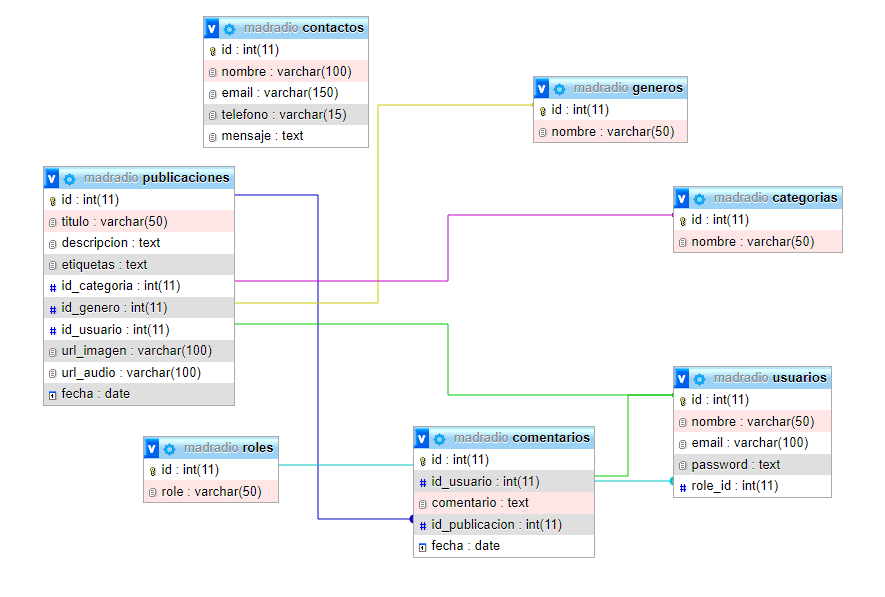 v madradio contactos
id : int(11)
nombre : varchar(100)
email : varchar(150)
telefono : varchar(15)
mensaje : text
v madradio generos
id : int(11)
nombre : varchar(50)
v madradio publicaciones
id : int(11)
titulo : varchar(50)
descripcion : text
etiquetas : text
# id_categoria : int(11)
# id_genero : int(11)
# id_usuario : int(11)
url_imagen : varchar(100)
url_audio : varchar(100)
fecha : date
v madradio categorias
id : int(11)
nombre : varchar(50)
v madradio usuarios
id : int(11)
nombre : varchar(50)
email : varchar(100)
password : text
# role_id : int(11)
v madradio roles
id : int(11)
role : varchar(50)
v madradio comentarios
id : int(11)
# id_usuario : int(11)
comentario : text
# id_publicacion : int(11)
fecha : date